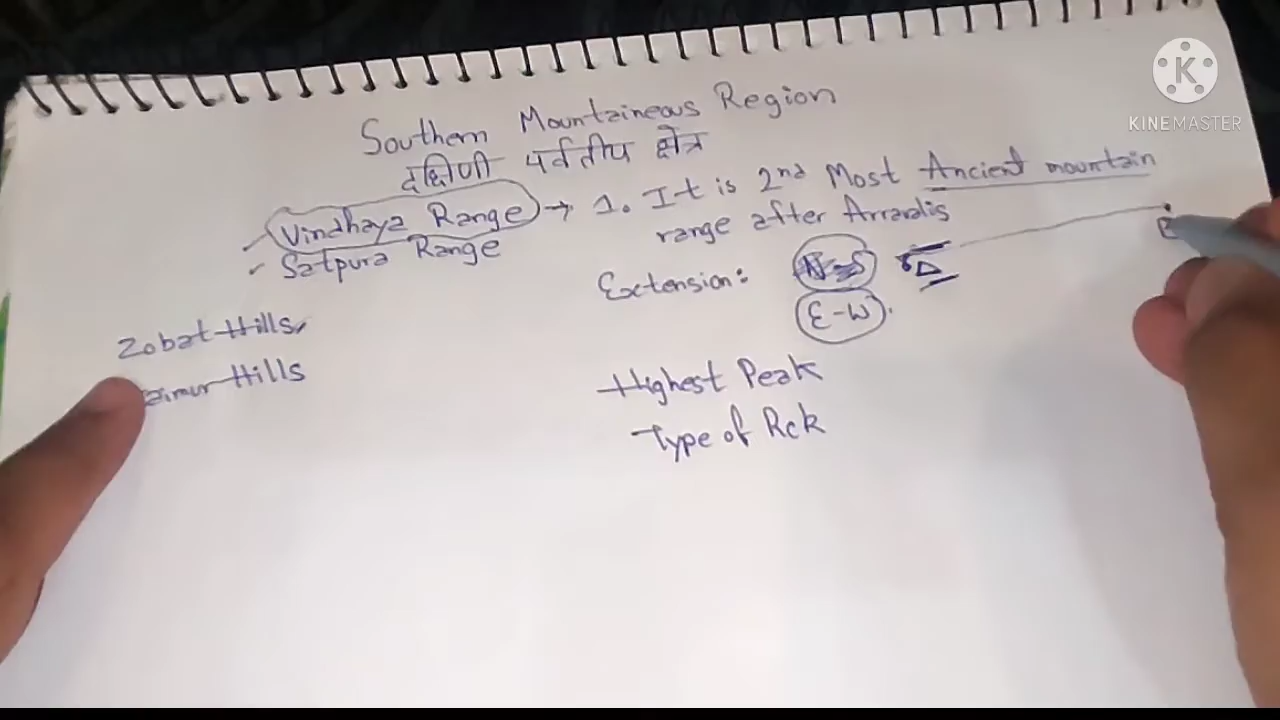 Southern Mountaineous Region
दक्षिणी पर्वतीय क्षेत्र
Vindhaya Range → 1. It is 2nd Most Ancient mountain
range after Arravalis
Satpura Range
Extension:
E-W
Zobat Hills
Hills
Highest Peak
Type of Rck
K
KINEMASTER